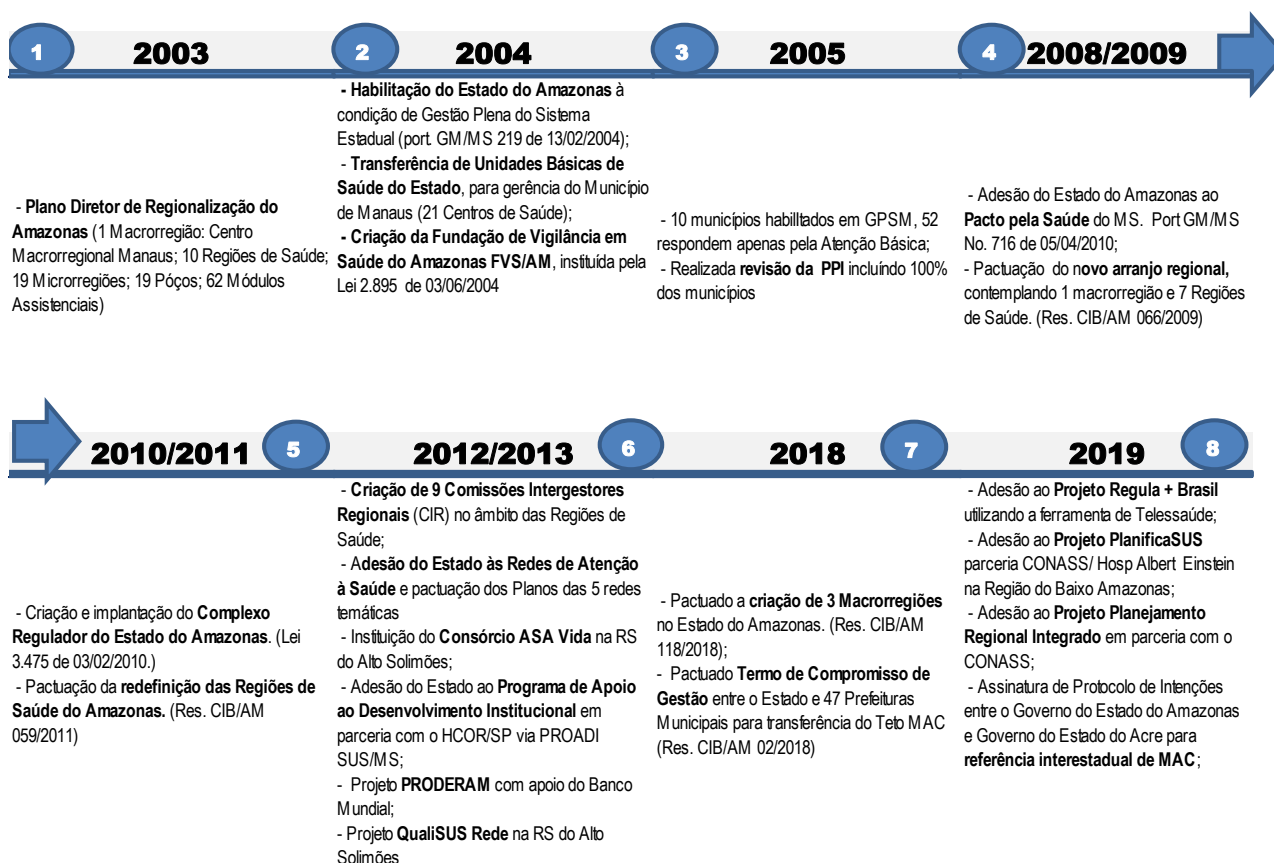 1
2003
- Plano Diretor de Regionalização do
Amazonas (1 Macrorregião: Centro
Macrorregional Manaus; 10 Regiões de Saúde;
19 Microrregiões; 19 Póços; 62 Módulos
Assistenciais)
2
2004
- Habilitação do Estado do Amazonas à
condição de Gestão Plena do Sistema
Estadual (port. GM/MS 219 de 13/02/2004);
- Transferência de Unidades Básicas de
Saúde do Estado, para gerência do Município
de Manaus (21 Centros de Saúde);
- Criação da Fundação de Vigilância em
Saúde do Amazonas FVS/AM, instituída pela
Lei 2.895 de 03/06/2004
3
2005
- 10 municípios habilltados em GPSM, 52
respondem apenas pela Atenção Básica;
- Realizada revisão da PPI incluíndo 100%
dos municípios
4
2008/2009
- Adesão do Estado do Amazonas ao
Pacto pela Saúde do MS. Port GM/MS
No. 716 de 05/04/2010;
- Pactuação do novo arranjo regional,
contemplando 1 macrorregião e 7 Regiões
de Saúde. (Res. CIB/AM 066/2009)
2010/2011
5
- Criação e implantação do Complexo
Regulador do Estado do Amazonas. (Lei
3.475 de 03/02/2010.)
- Pactuação da redefinição das Regiões de
Saúde do Amazonas. (Res. CIB/AM
059/2011)
2012/2013
6
- Criação de 9 Comissões Intergestores
Regionais (CIR) no âmbito das Regiões de
Saúde;
- Adesão do Estado às Redes de Atenção
à Saúde e pactuação dos Planos das 5 redes
temáticas
- Instituição do Consórcio ASA Vida na RS
do Alto Solimões;
- Adesão do Estado ao Programa de Apoio
ao Desenvolvimento Institucional em
parceria com o HCOR/SP via PROADI
SUS/MS;
- Projeto PRODERAM com apoio do Banco
Mundial;
- Projeto QualiSUS Rede na RS do Alto
Solimões
2018
7
- Pactuado a criação de 3 Macrorregiões
no Estado do Amazonas. (Res. CIB/AM
118/2018);
- Pactuado Termo de Compromisso de
Gestão entre o Estado e 47 Prefeituras
Municipais para transferência do Teto MAC
(Res. CIB/AM 02/2018)
2019
8
- Adesão ao Projeto Regula + Brasil
utilizando a ferramenta de Telessaúde;
- Adesão ao Projeto PlanificaSUS
parceria CONASS/ Hosp Albert Einstein
na Região do Baixo Amazonas;
- Adesão ao Projeto Planejamento
Regional Integrado em parceria com o
CONASS;
- Assinatura de Protocolo de Intenções
entre o Governo do Estado do Amazonas
e Governo do Estado do Acre para
referência interestadual de MAC;